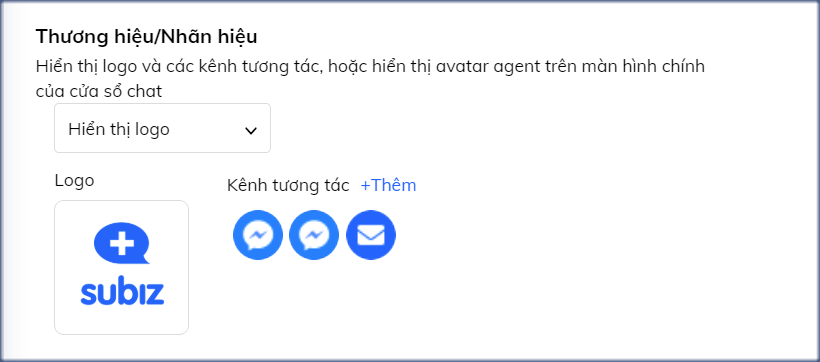 Thương hiệu/Nhãn hiệu
Hiển thị logo và các kênh tương tác, hoặc hiển thị avatar agent trên màn hình chính
của cửa sổ chat
Hiển thị logo
Logo
Kênh tương tác +Thêm
subiz